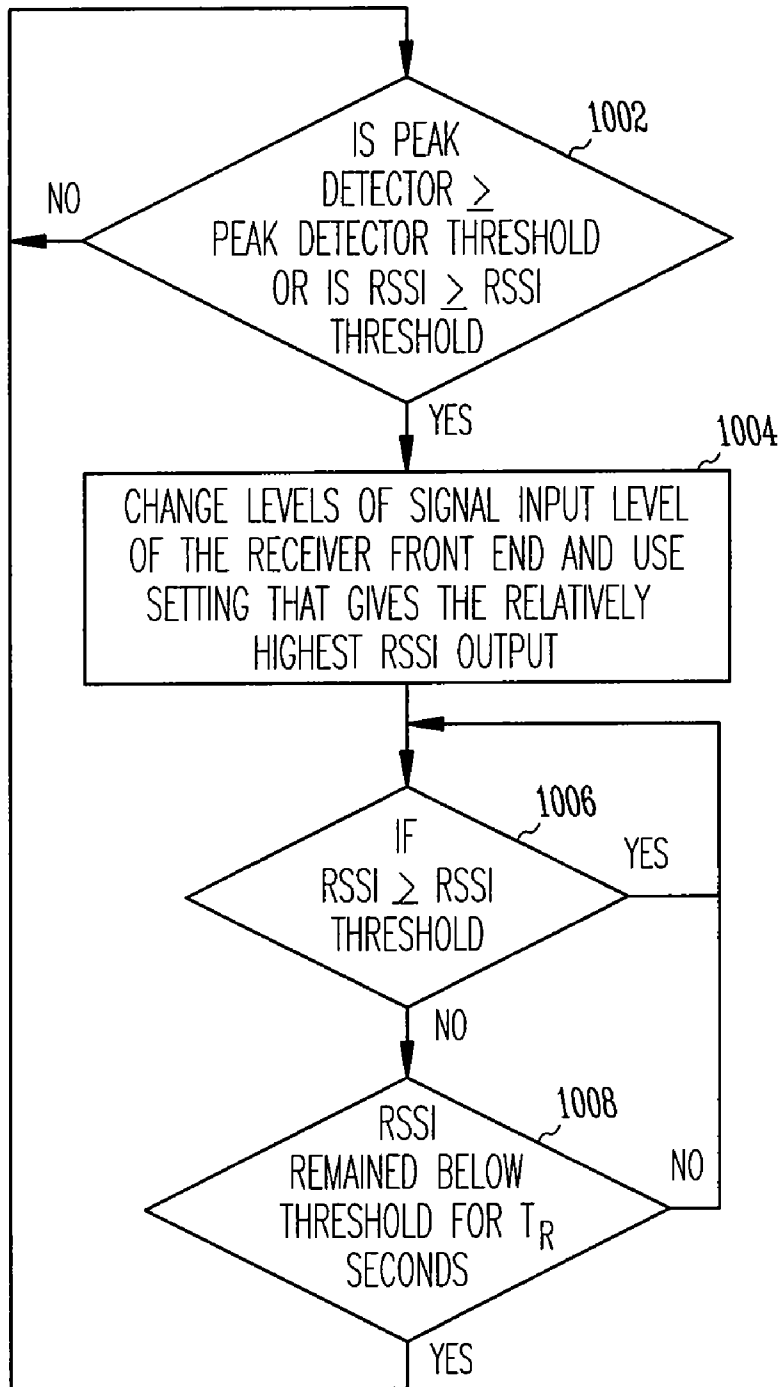 1002
IS PEAK
DETECTOR ≥
PEAK DETECTOR THRESHOLD
OR IS RSSI ≥ RSSI
THRESHOLD
NO
YES
1004
CHANGE LEVELS OF SIGNAL INPUT LEVEL
OF THE RECEIVER FRONT END AND USE
SETTING THAT GIVES THE RELATIVELY
HIGHEST RSSI OUTPUT
1006
IF
RSSI ≥ RSSI
THRESHOLD
YES
NO
1008
RSSI
REMAINED BELOW
THRESHOLD FOR T_R
SECONDS
NO
YES